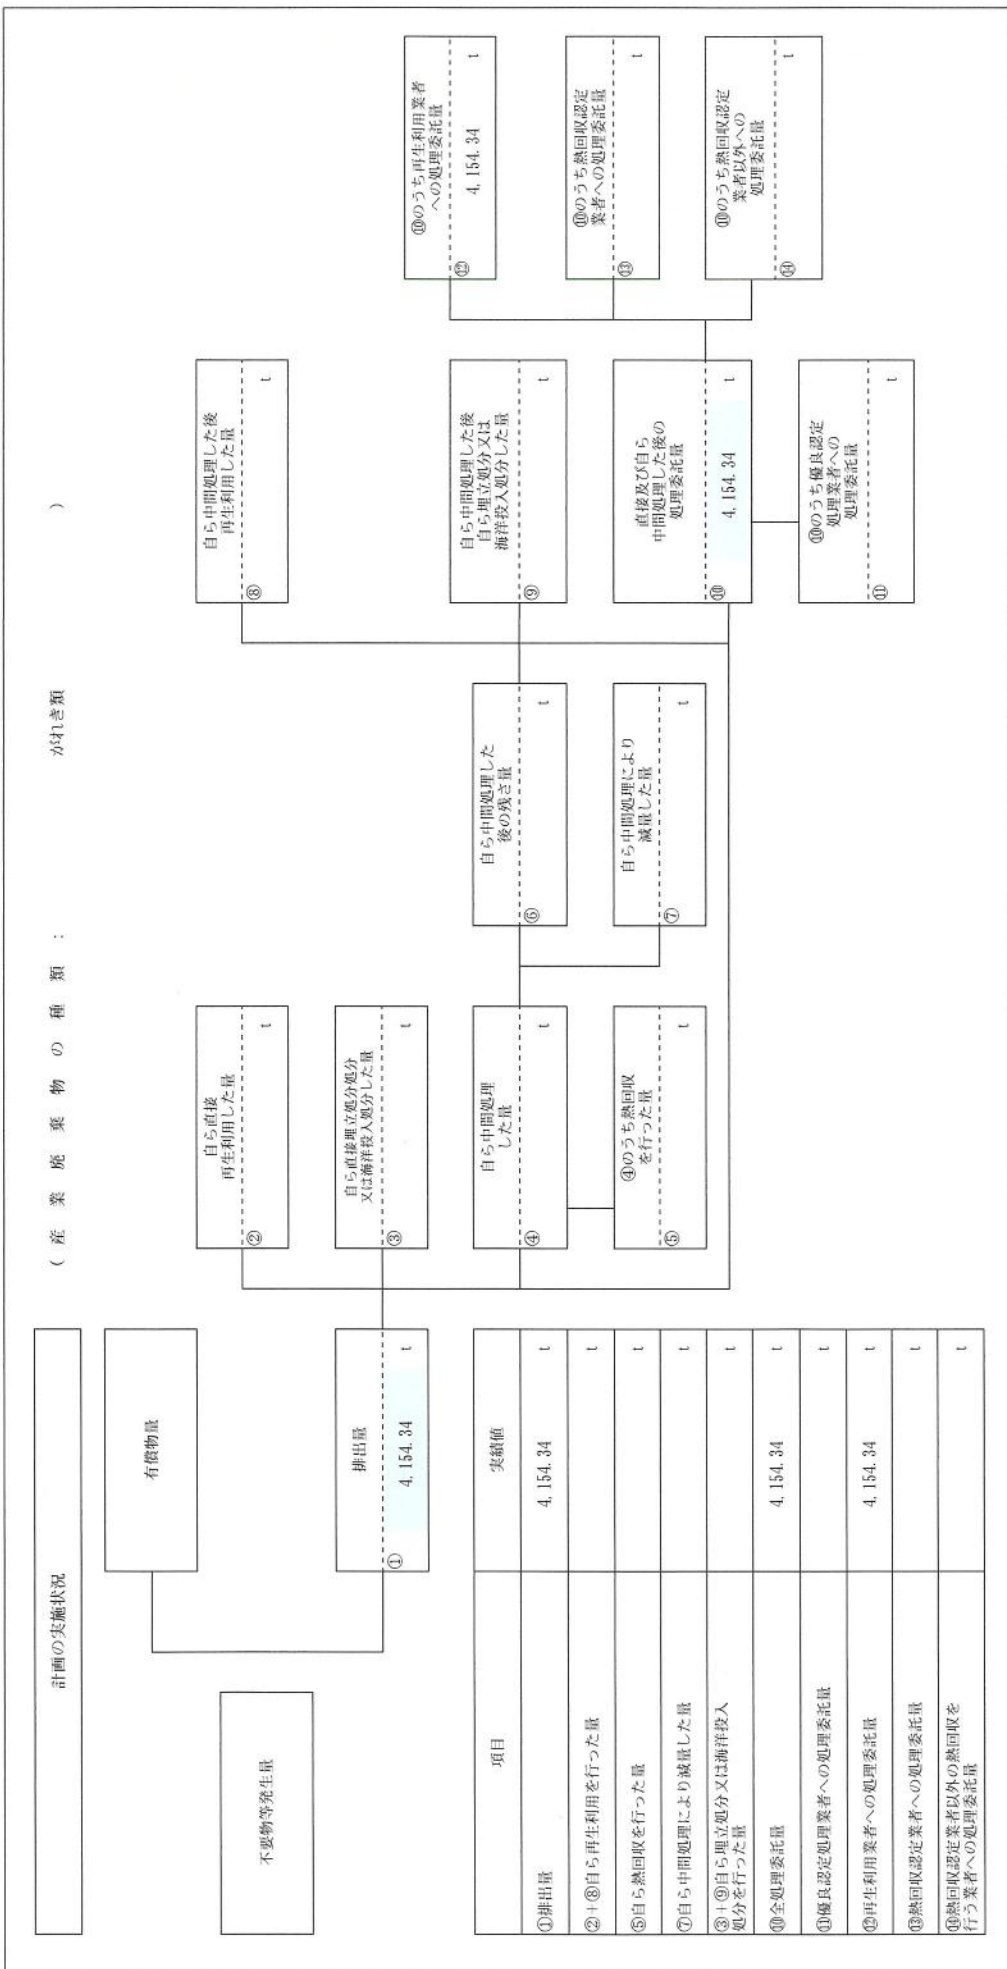 計画の実施状況
(産業廃棄物の種類: がれき類 )
不要物等発生量
有償物量
排出量
① 4,154.34 t
自ら直接
再生利用した量
② t
自ら直接埋立処分処分
又は海洋投入処分した量
③ t
自ら中間処理
した量
④ t
④のうち熱回収
を行った量
⑤ t
自ら中間処理した
後の残さ量
⑥ t
自ら中間処理により
減量した量
⑦ t
自ら中間処理した後
再生利用した量
⑧ t
自ら中間処理した後
自ら埋立処分又は
海洋投入処分した量
⑨ t
直接及び自ら
中間処理した後の
処理委託量
⑩ 4,154.34 t
⑩のうち優良認定
処理業者への
処理委託量
⑪ t
⑩のうち再生利用業者
への処理委託量
⑫ 4,154.34 t
⑩のうち熱回収認定
業者への処理委託量
⑬ t
⑩のうち熱回収認定
業者以外への
処理委託量
⑭ t
項目 実績値
①排出量 4,154.34 t
②+⑧自ら再生利用を行った量 t
⑤自ら熱回収を行った量 t
⑦自ら中間処理により減量した量 t
③+⑨自ら埋立処分又は海洋投入
処分を行った量 t
⑩全処理委託量 4,154.34 t
⑪優良認定処理業者への処理委託量 t
⑫再生利用業者への処理委託量 4,154.34 t
⑬熱回収認定業者への処理委託量 t
⑭熱回収認定業者以外の熱回収を
行う業者への処理委託量 t